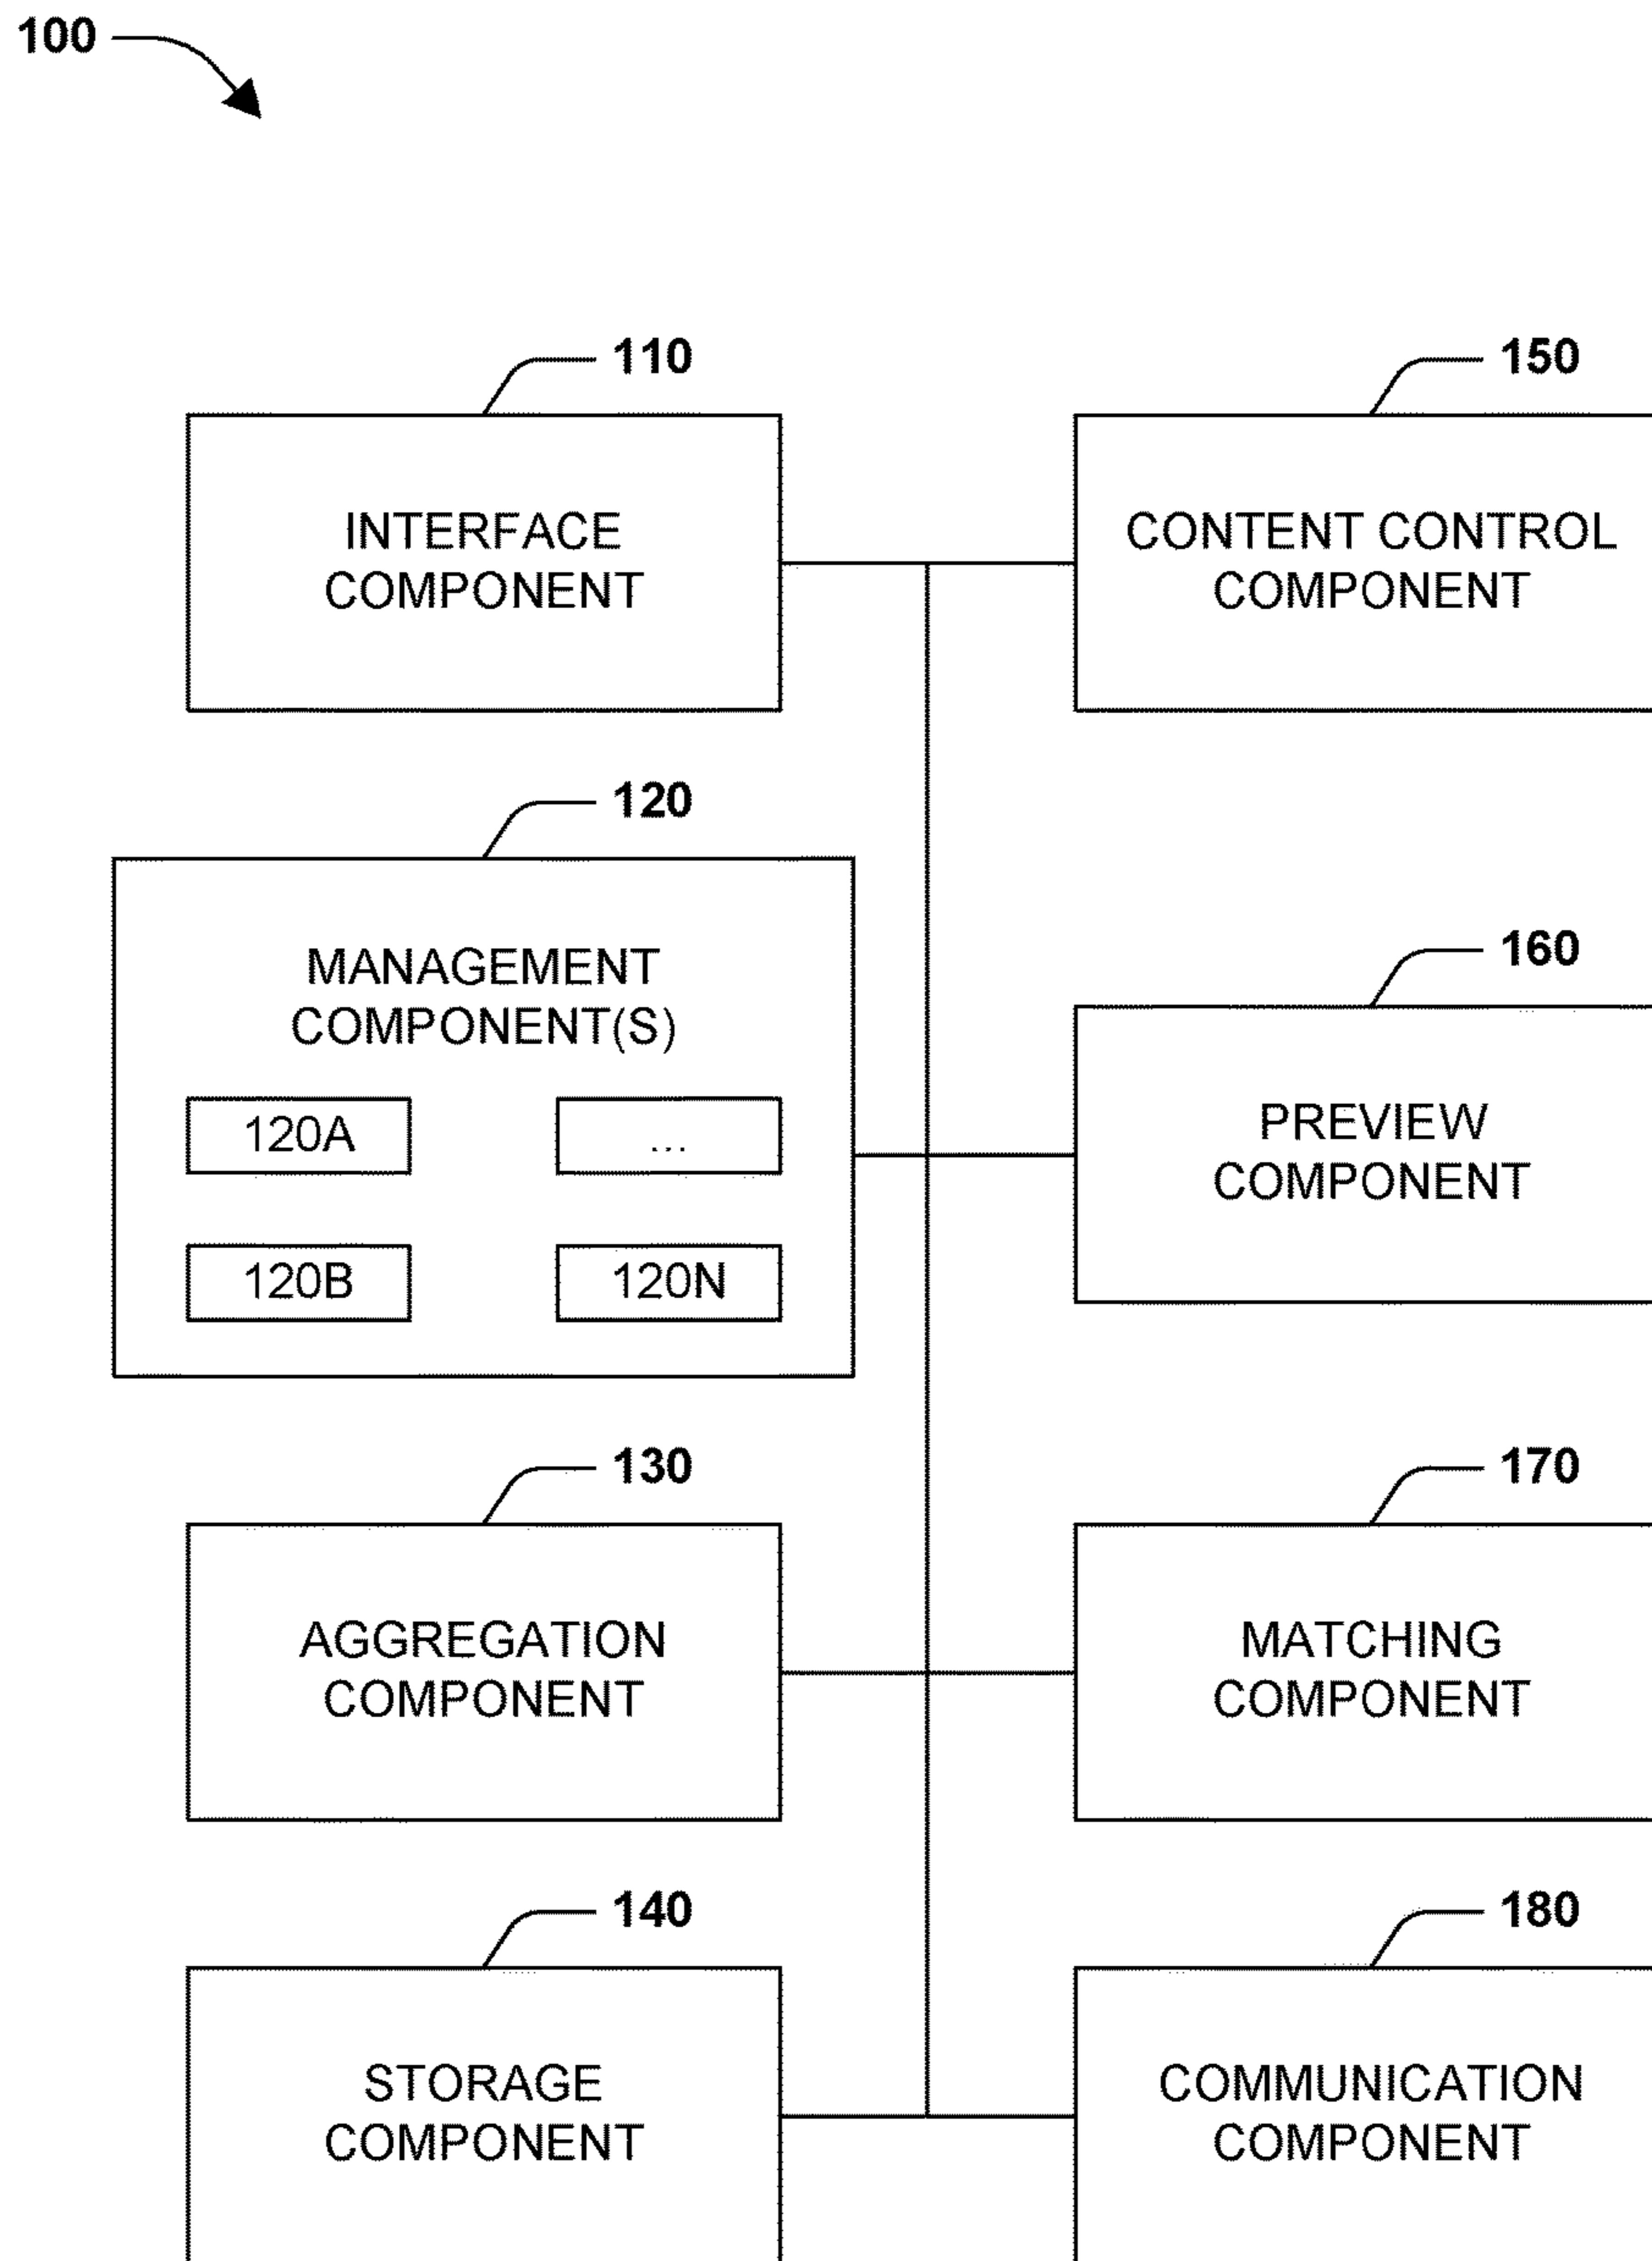 100
110
INTERFACE
COMPONENT
150
CONTENT CONTROL
COMPONENT
120
MANAGEMENT
COMPONENT(S)
120A
...
120B
120N
160
PREVIEW
COMPONENT
130
AGGREGATION
COMPONENT
170
MATCHING
COMPONENT
140
STORAGE
COMPONENT
180
COMMUNICATION
COMPONENT